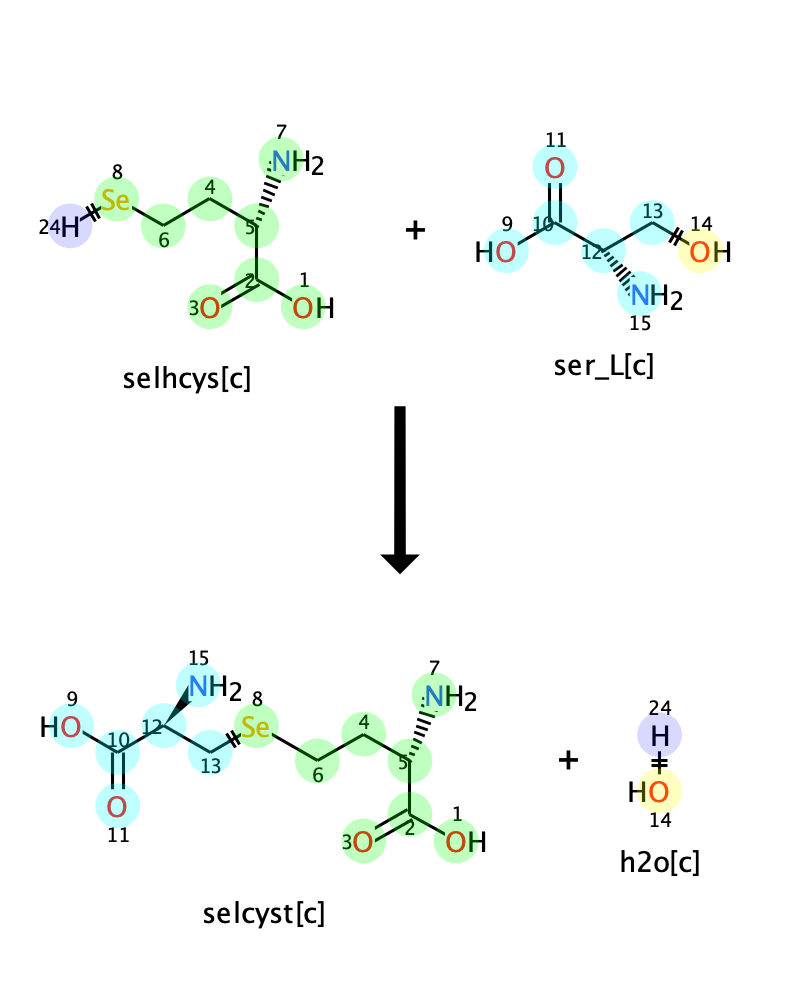 7
8 NH2
Se 4
24H 5
6
2 1
3O OH
selhcys[c]
+
11
O
9 10 13 14
HO 12 OH
NH2
15
ser_L[c]
15 7
9 NH2 8 NH2
HO 12 Se 4
10 13 6 5
O 2 1
11 3O OH
selcyst[c]
+
24
H
HO
14
h2o[c]